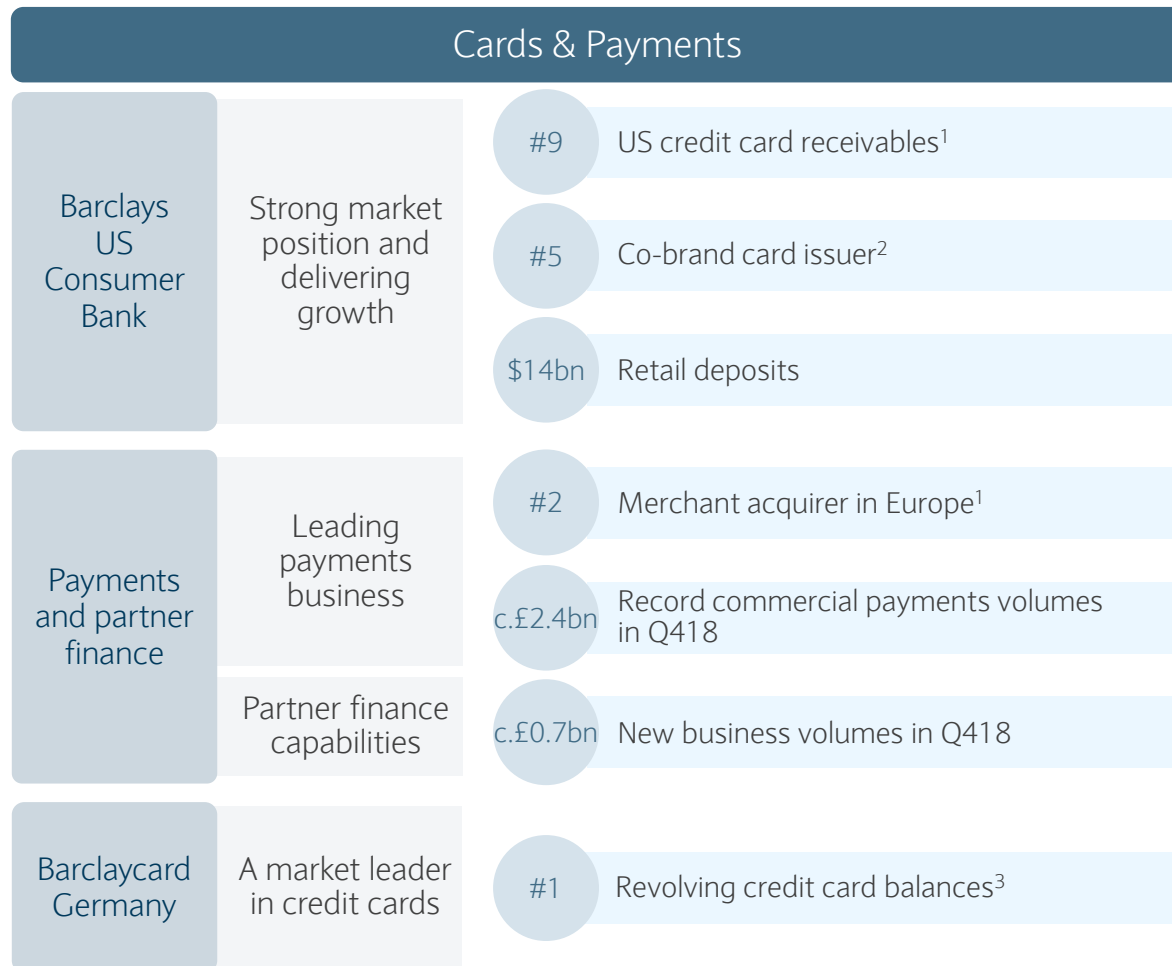 Cards & Payments
Barclays
US
Consumer
Bank
Strong market
position and
delivering
growth
#9
US credit card receivables¹
#5
Co-brand card issuer²
$14bn
Retail deposits
Payments
and partner
finance
Leading
payments
business
#2
Merchant acquirer in Europe¹
c.£2.4bn
Record commercial payments volumes
in Q418
Partner finance
capabilities
c.£0.7bn
New business volumes in Q418
Barclaycard
Germany
A market leader
in credit cards
#1
Revolving credit card balances³